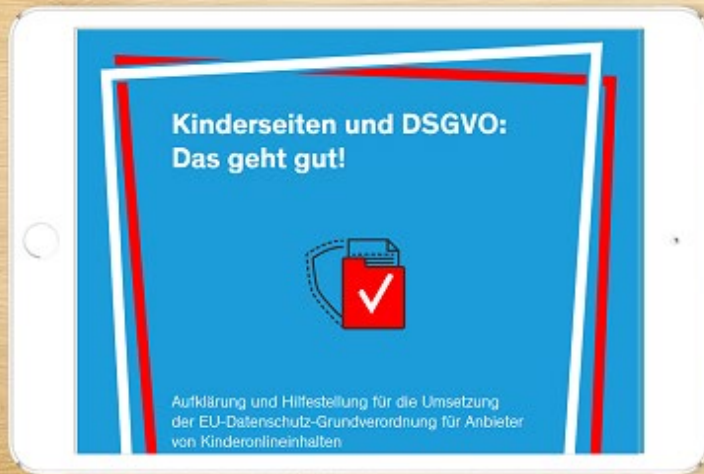 Kinderseiten und DSGVO:
Das geht gut!
Aufklärung und Hilfestellung für die Umsetzung
der EU-Datenschutz-Grundverordnung für Anbieter
von Kinderonlineinhalten